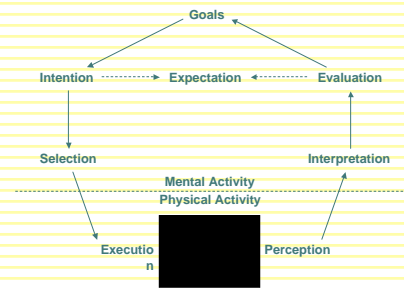 Goals
Intention Expectation Evaluation
Selection Interpretation
Mental Activity
Physical Activity
Executio
n
Perception